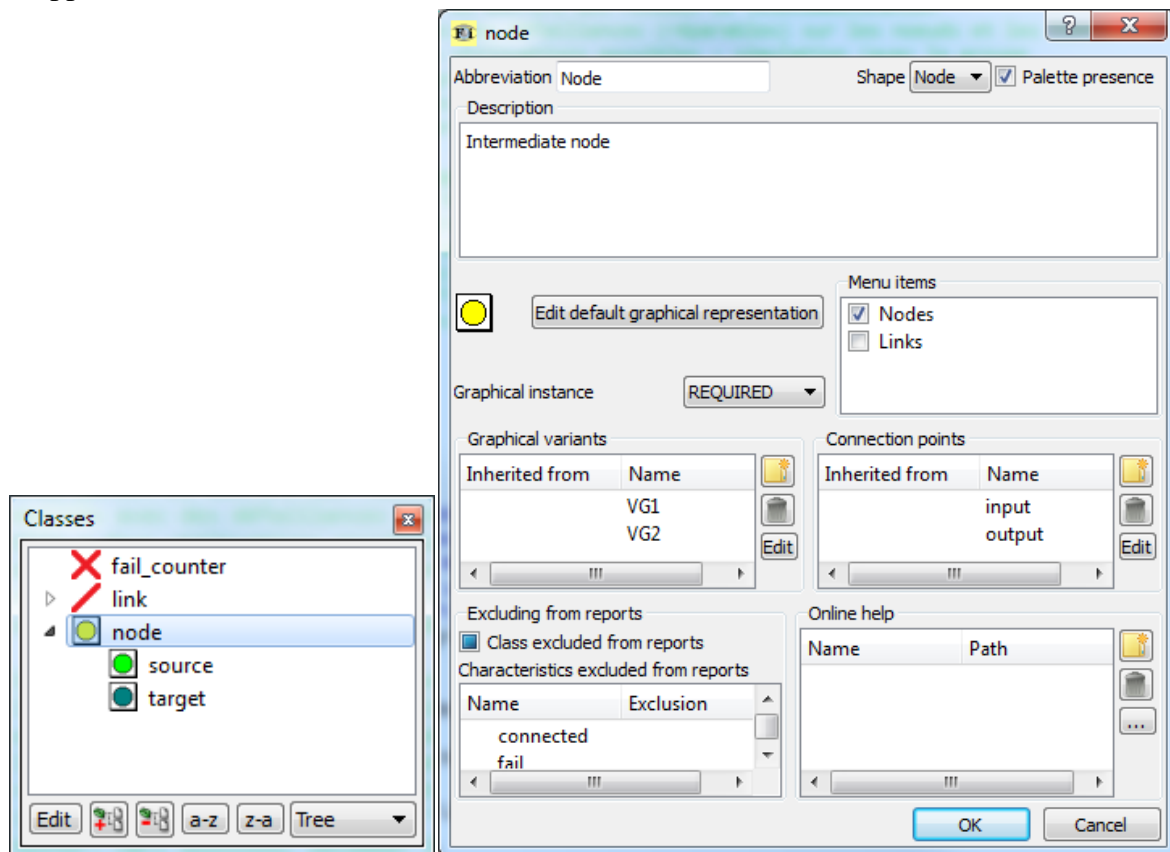 node
Abbreviation Node Shape Node Palette presence
Description
Intermediate node
Menu items
Edit default graphical representation
Nodes
Links
Graphical instance REQUIRED
Graphical variants
Inherited from Name
VG1
VG2
Edit
Connection points
Inherited from Name
input
output
Edit
Excluding from reports
Class excluded from reports
Characteristics excluded from reports
Name Exclusion
connected
fail
Online help
Name Path
...
OK Cancel
Classes
fail_counter
link
node
source
target
Edit a-z z-a Tree